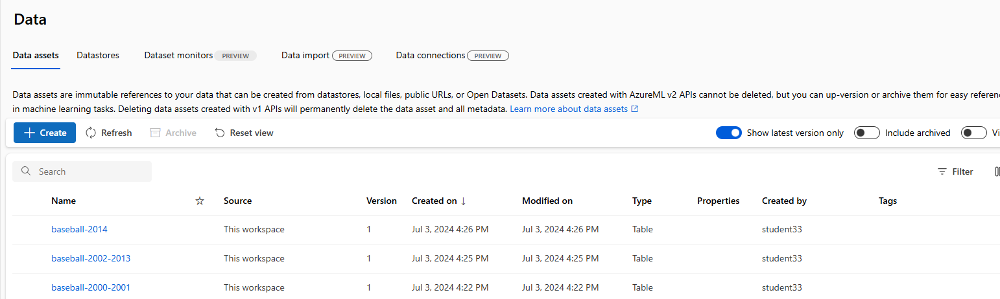 Data
Data assets Datastores Dataset monitors PREVIEW Data import PREVIEW Data connections PREVIEW
Data assets are immutable references to your data that can be created from datastores, local files, public URLs, or Open Datasets. Data assets created with AzureML v2 APIs cannot be deleted, but you can up-version or archive them for easy referenc
in machine learning tasks. Deleting data assets created with v1 APIs will permanently delete the data asset and all metadata. Learn more about data assets
Create Refresh Archive Reset view Show latest version only Include archived Vi
Search Filter
Name Source Version Created on ↓ Modified on Type Properties Created by Tags
baseball-2014 This workspace 1 Jul 3, 2024 4:26 PM Jul 3, 2024 4:26 PM Table student33
baseball-2002-2013 This workspace 1 Jul 3, 2024 4:25 PM Jul 3, 2024 4:25 PM Table student33
baseball-2000-2001 This workspace 1 Jul 3, 2024 4:22 PM Jul 3, 2024 4:22 PM Table student33